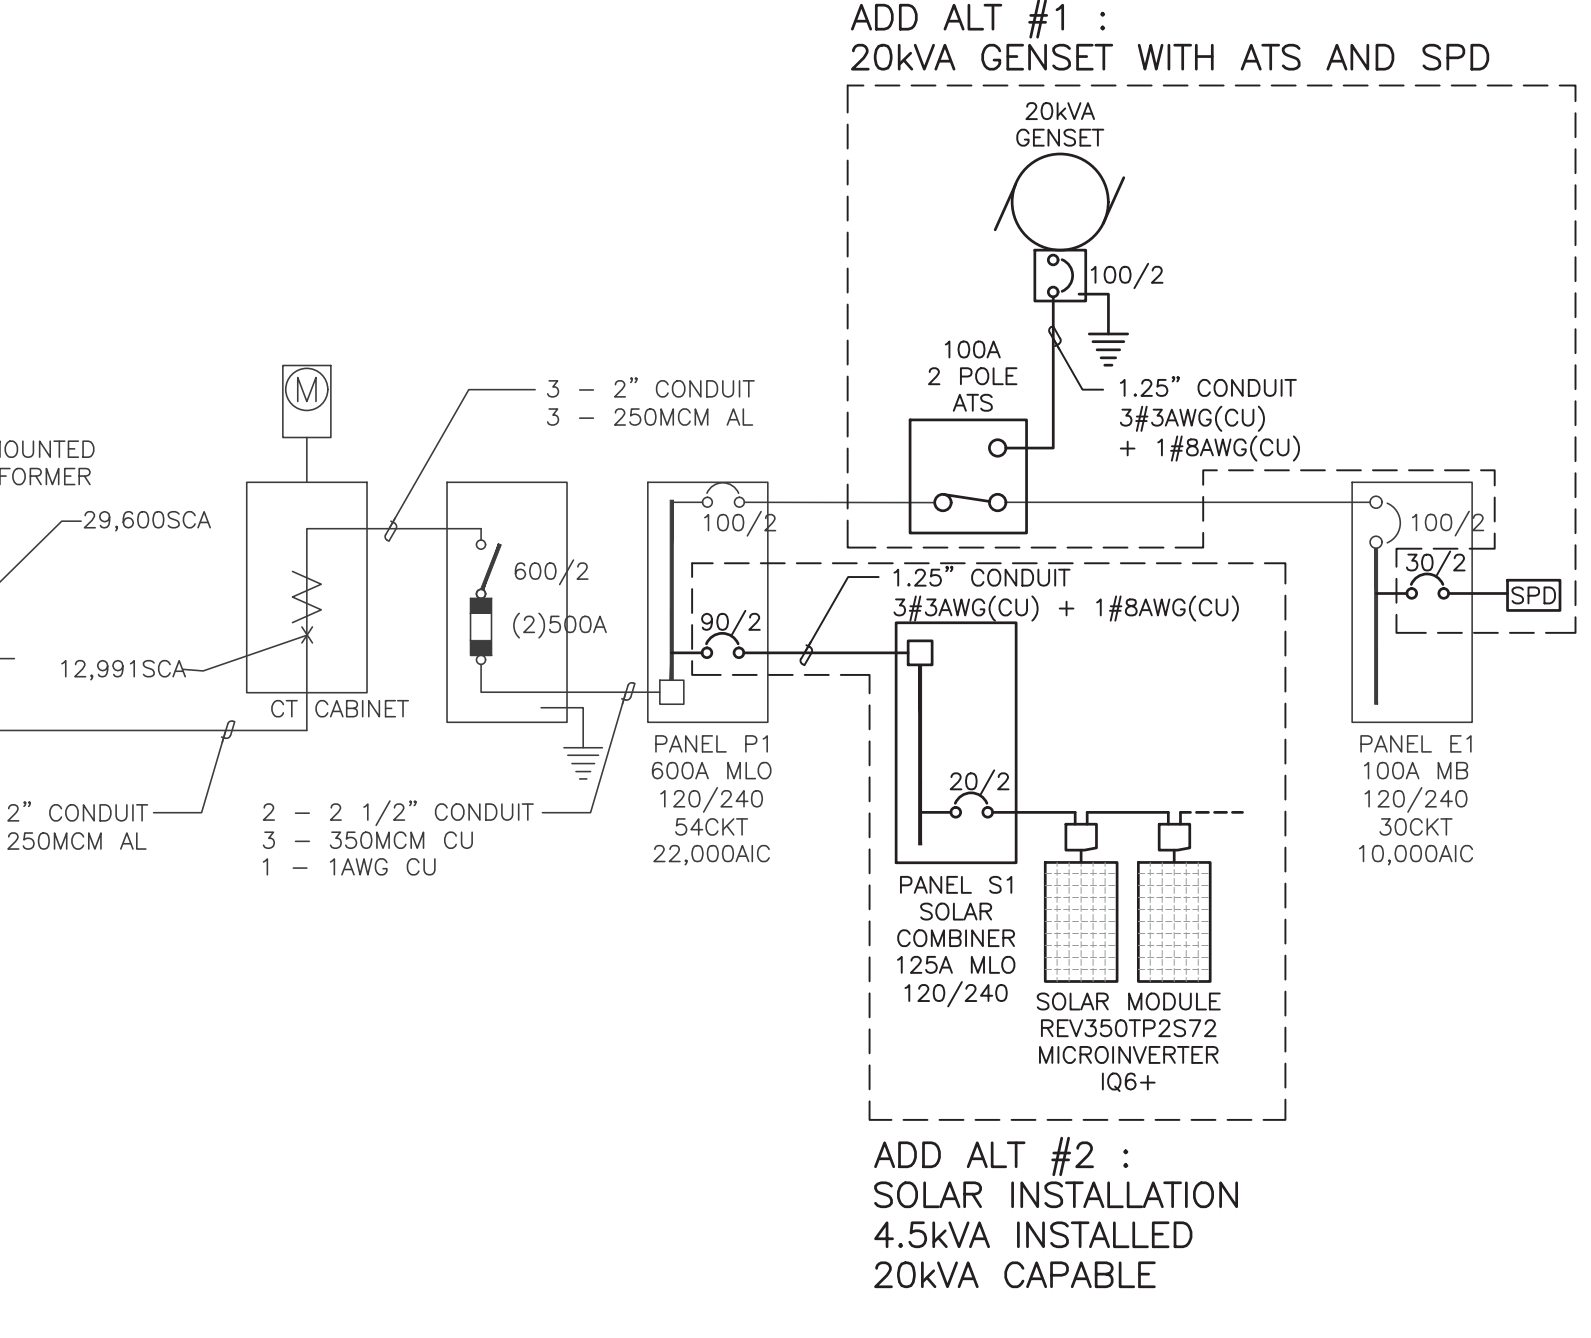 ADD ALT #1 :
20kVA GENSET WITH ATS AND SPD
20kVA
GENSET
100/2
100A
2 POLE
ATS
1.25” CONDUIT
3#3AWG(CU)
+ 1#8AWG(CU)
M
3 – 2” CONDUIT
3 – 250MCM AL
MOUNTED
FORMER
29,600SCA
12,991SCA
CT CABINET
600/2
(2)500A
100/2
90/2
1.25” CONDUIT
3#3AWG(CU) + 1#8AWG(CU)
100/2
30/2
SPD
2” CONDUIT
250MCM AL
2 – 2 1/2” CONDUIT
3 – 350MCM CU
1 – 1AWG CU
PANEL P1
600A MLO
120/240
54CKT
22,000AIC
20/2
PANEL S1
SOLAR
COMBINER
125A MLO
120/240
SOLAR MODULE
REV350TP2S72
MICROINVERTER
IQ6+
PANEL E1
100A MB
120/240
30CKT
10,000AIC
ADD ALT #2 :
SOLAR INSTALLATION
4.5kVA INSTALLED
20kVA CAPABLE